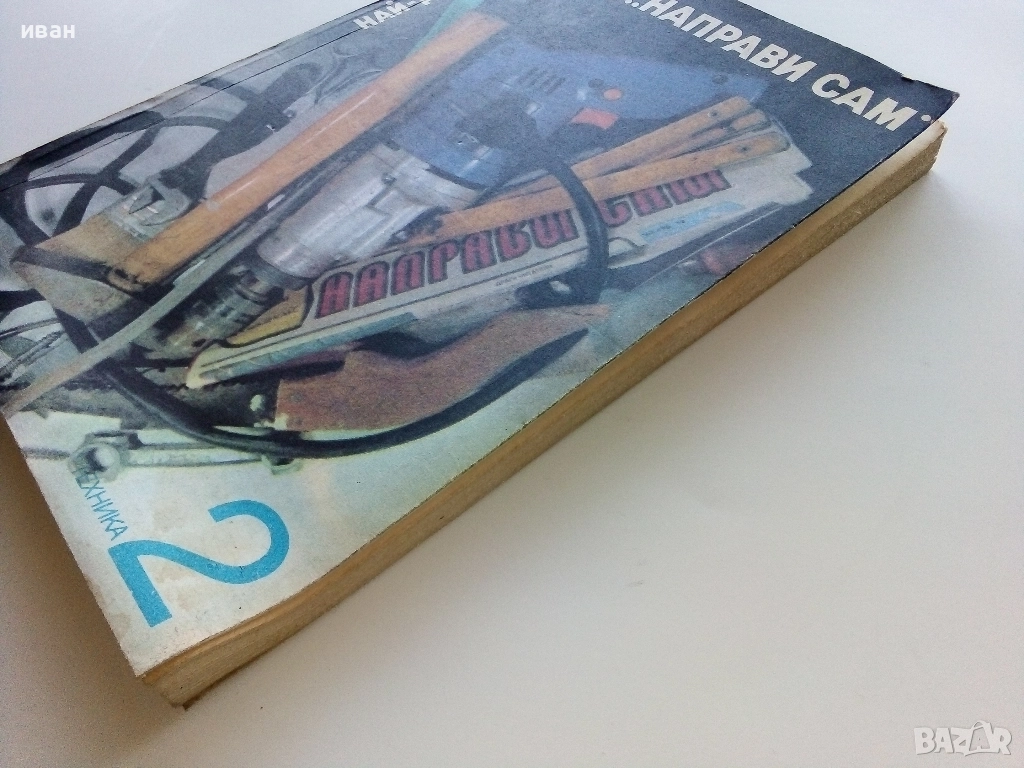 иван
НАЙ-
„НАПРАВИ САМ"
НАПРАВИ САМ
ТЕХНИКА
2
BAZAR